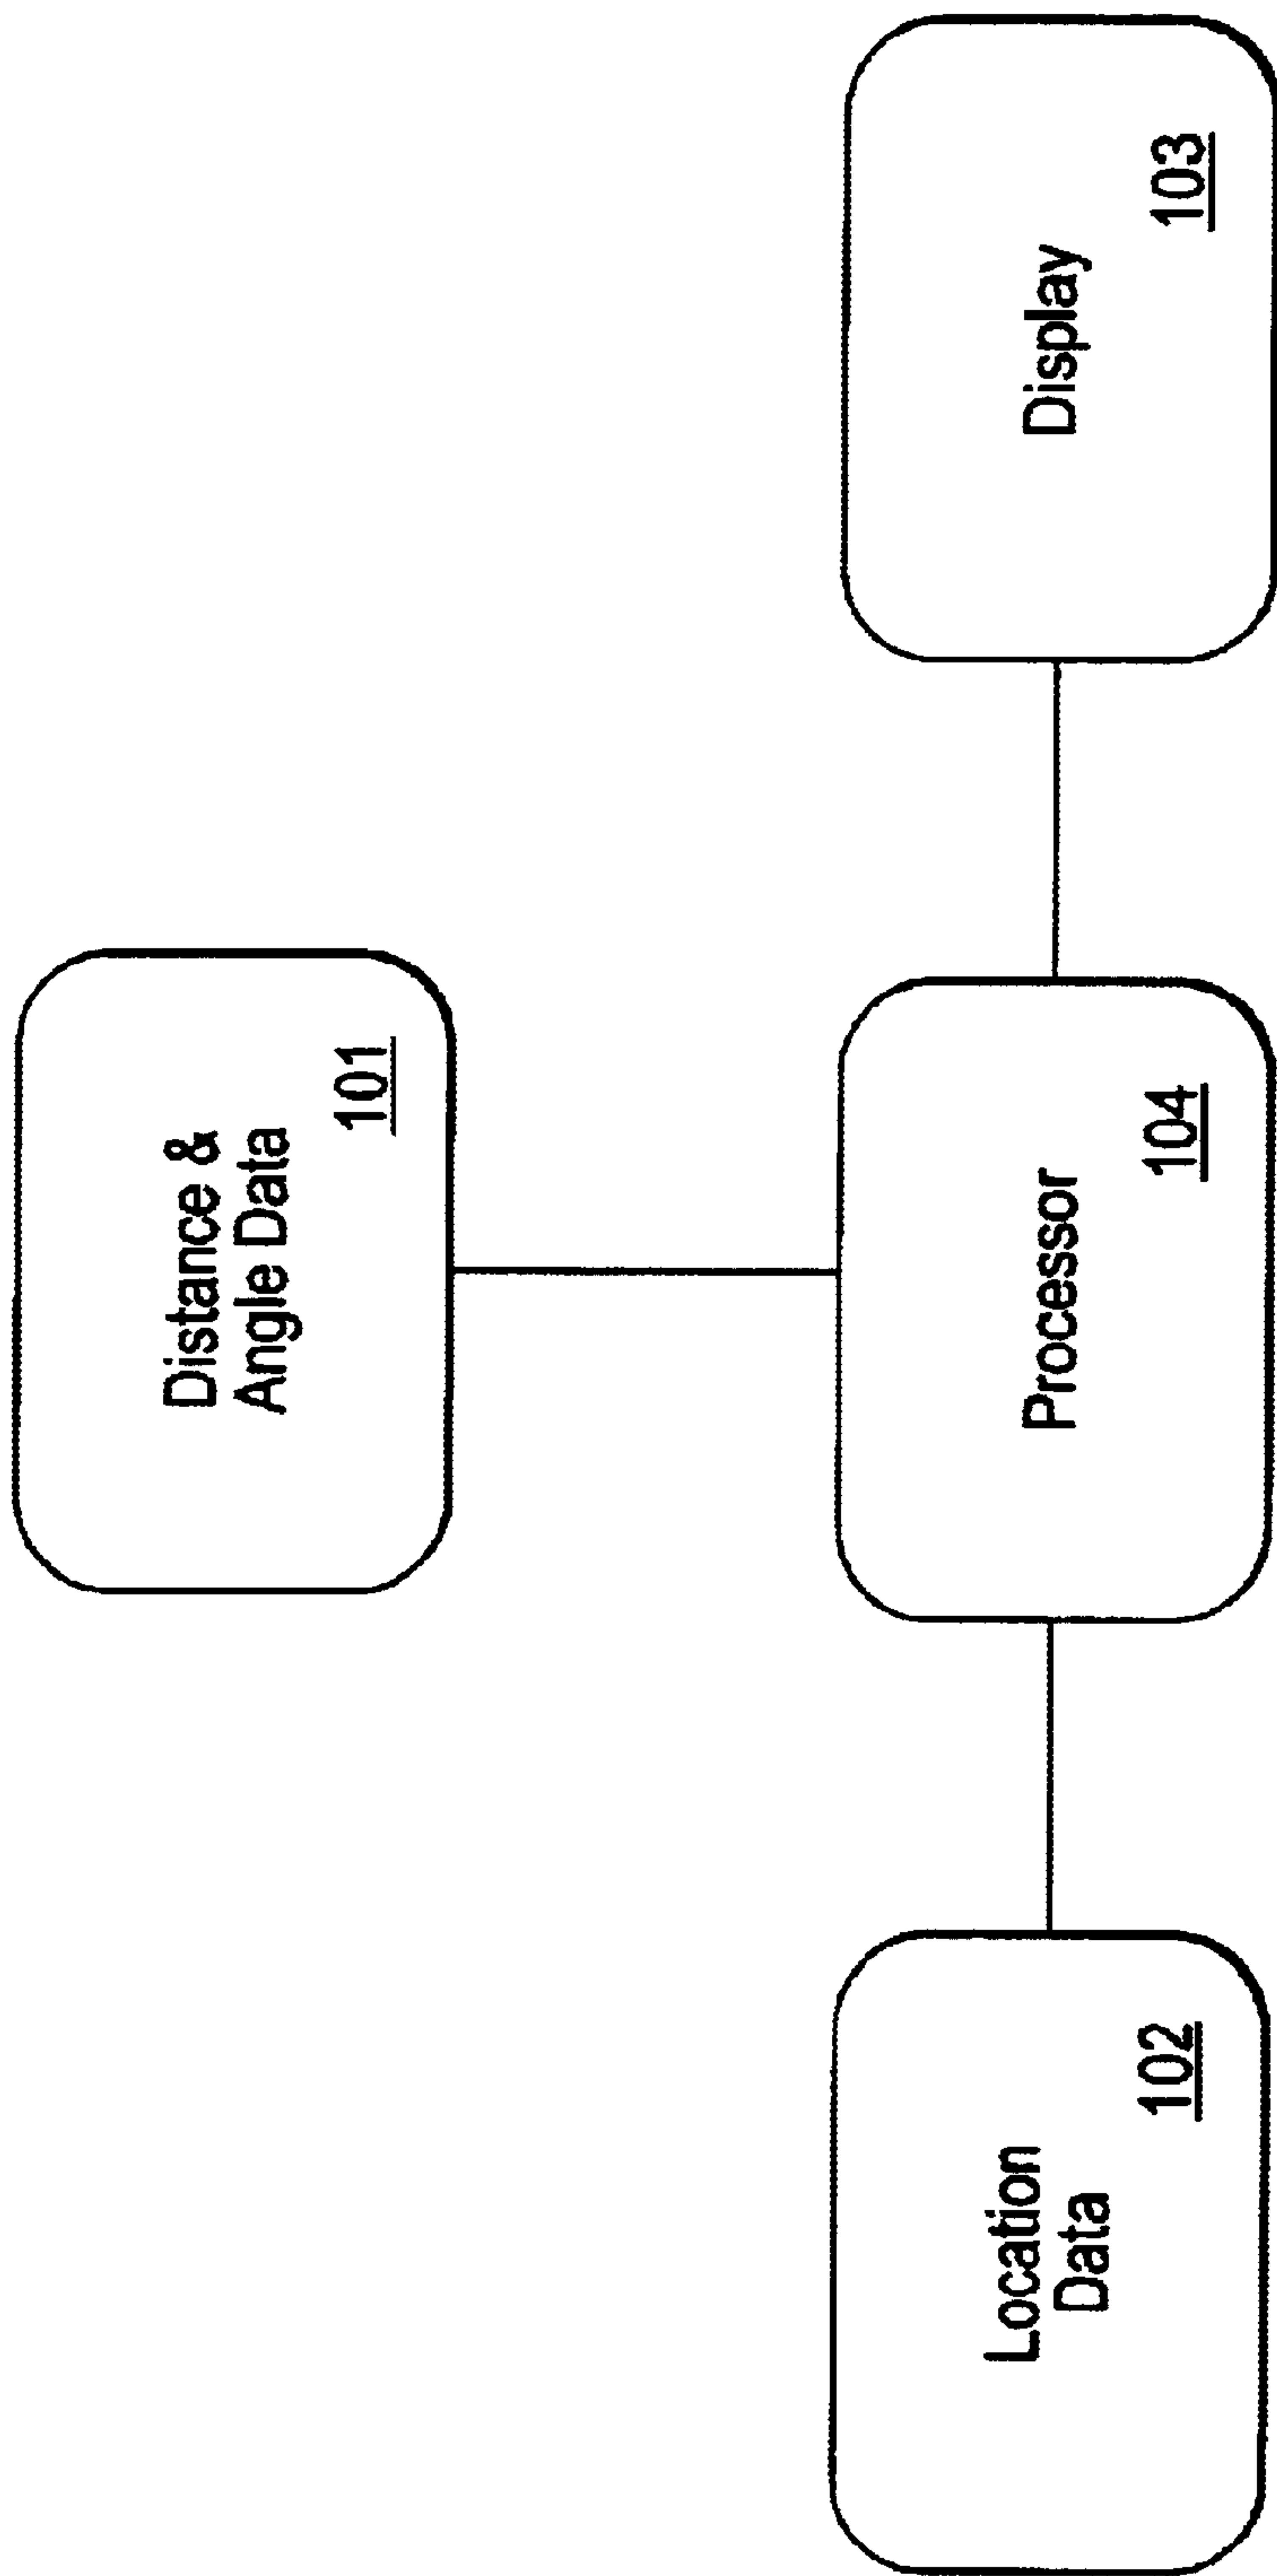 Distance &
Angle Data
101
Location
Data
102
Processor
104
Display
103